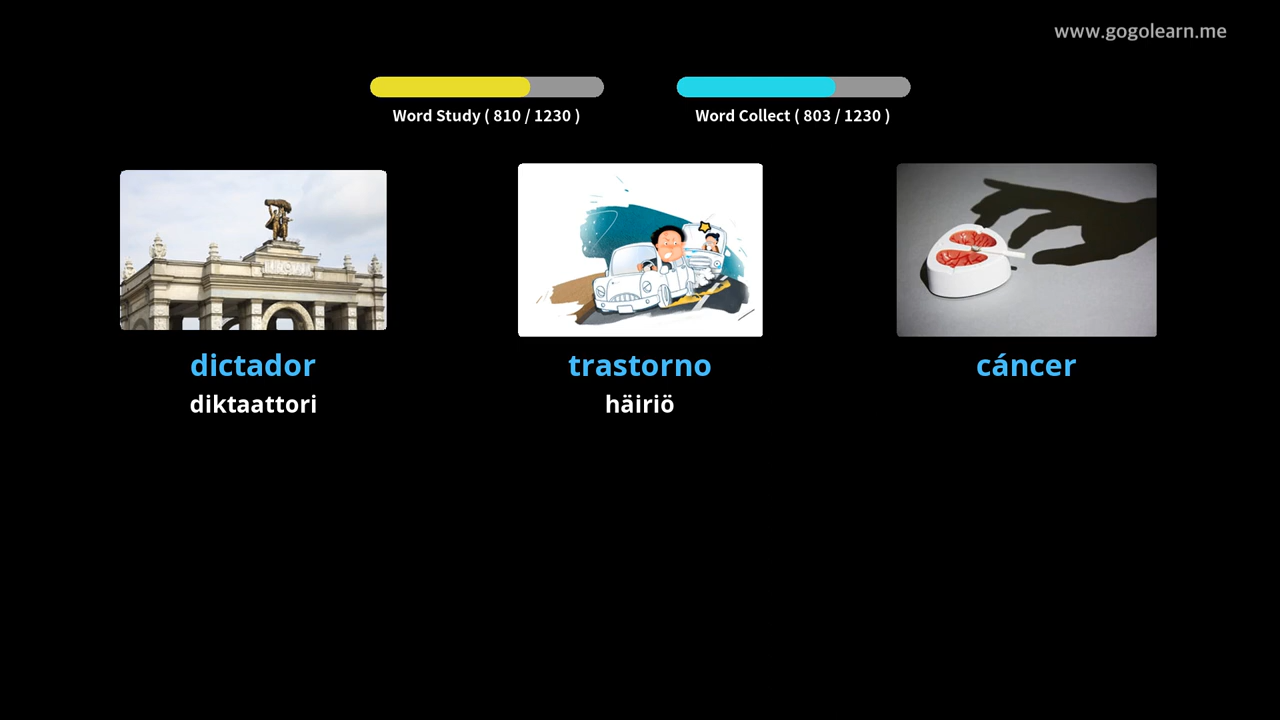 www.gogolearn.me
Word Study ( 810 / 1230 )
Word Collect ( 803 / 1230 )
dictador
trastorno
cáncer
diktaattori
häiriö